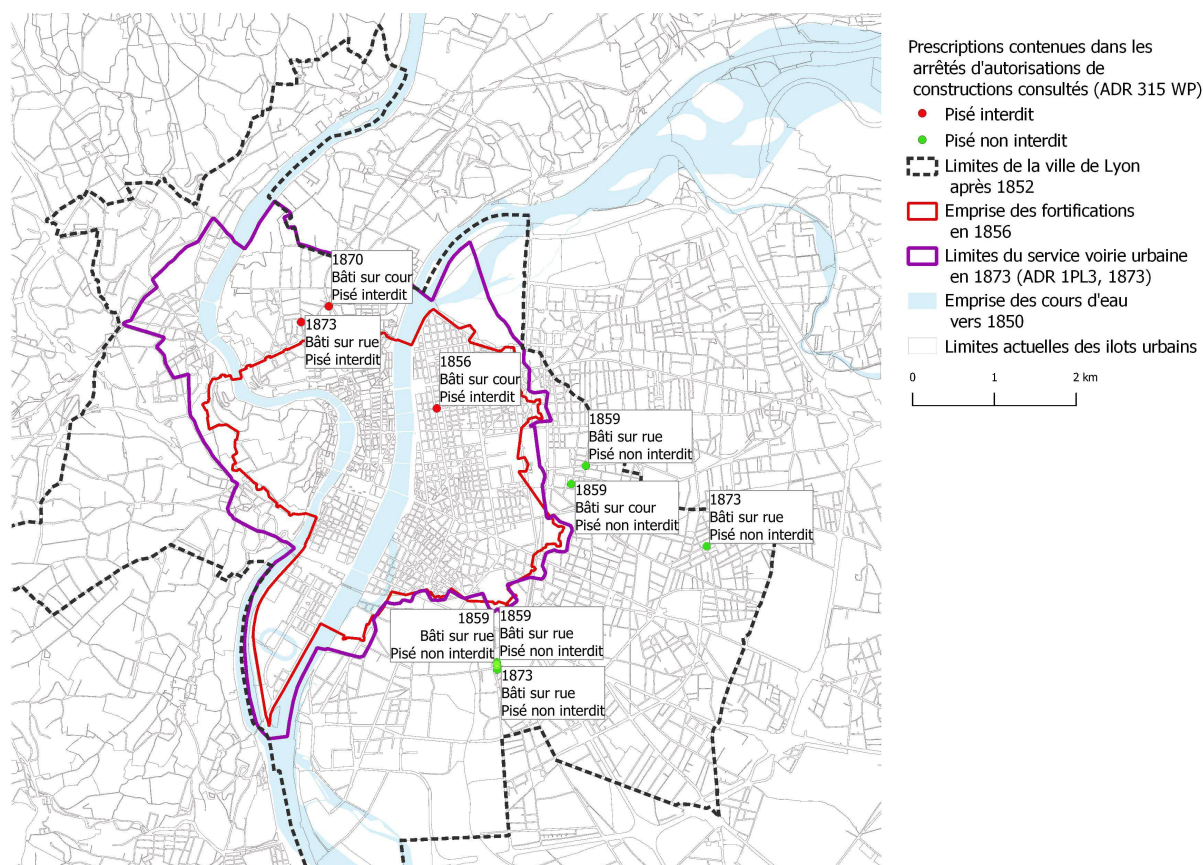 Prescriptions contenues dans les
arrêtés d'autorisations de
constructions consultés (ADR 315 WP)
Pisé interdit
Pisé non interdit
Limites de la ville de Lyon
après 1852
Emprise des fortifications
en 1856
Limites du service voirie urbaine
en 1873 (ADR 1PL3, 1873)
Emprise des cours d'eau
vers 1850
Limites actuelles des ilots urbains
0 1 2 km
1870
Bâti sur cour
Pisé interdit
1873
Bâti sur rue
Pisé interdit
1856
Bâti sur cour
Pisé interdit
1859
Bâti sur rue
Pisé non interdit
1859
Bâti sur cour
Pisé non interdit
1873
Bâti sur rue
Pisé non interdit
1859
Bâti sur rue
Pisé non interdit
1859
Bâti sur rue
Pisé non interdit
1873
Bâti sur rue
Pisé non interdit